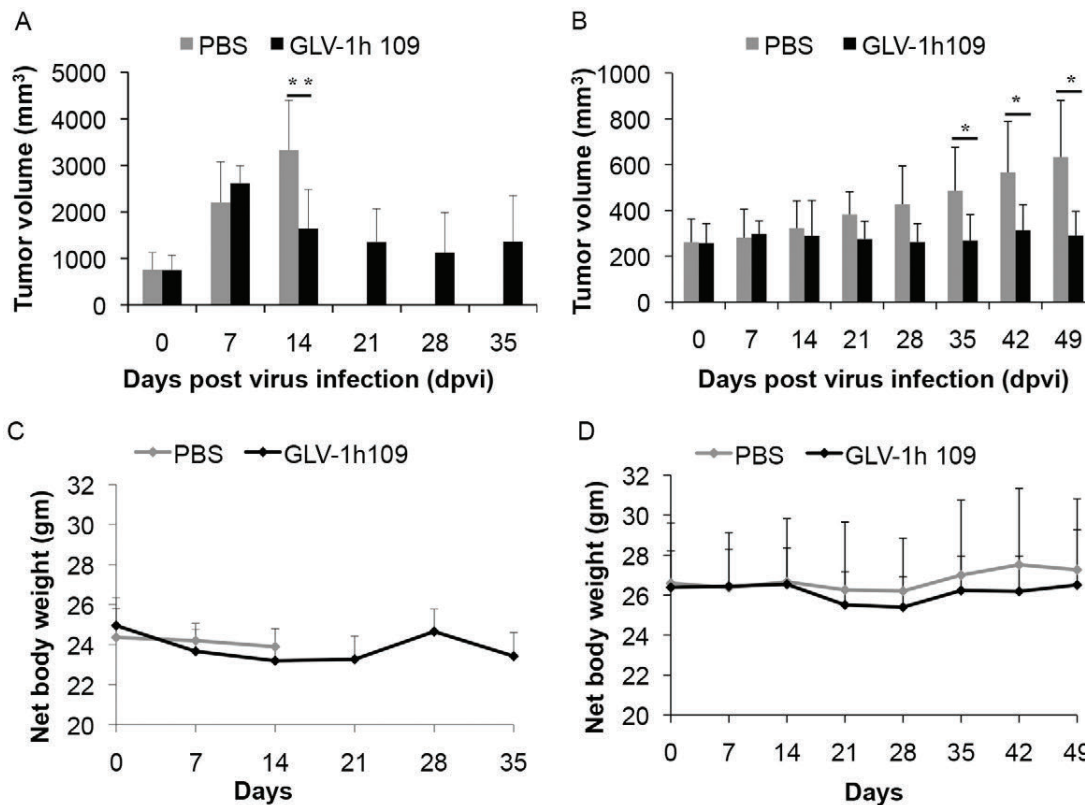 A
PBS GLV-1h 109
Tumor volume (mm³)
5000
4000
3000
2000
1000
0
* *
0 7 14 21 28 35
Days post virus infection (dpvi)
B
PBS GLV-1h109
Tumor volume (mm³)
1000
800
600
400
200
0
* * *
0 7 14 21 28 35 42 49
Days post virus infection (dpvi)
C
PBS GLV-1h109
Net body weight (gm)
32
30
28
26
24
22
20
0 7 14 21 28 35
Days
D
PBS GLV-1h 109
Net body weight (gm)
32
30
28
26
24
22
20
0 7 14 21 28 35 42 49
Days